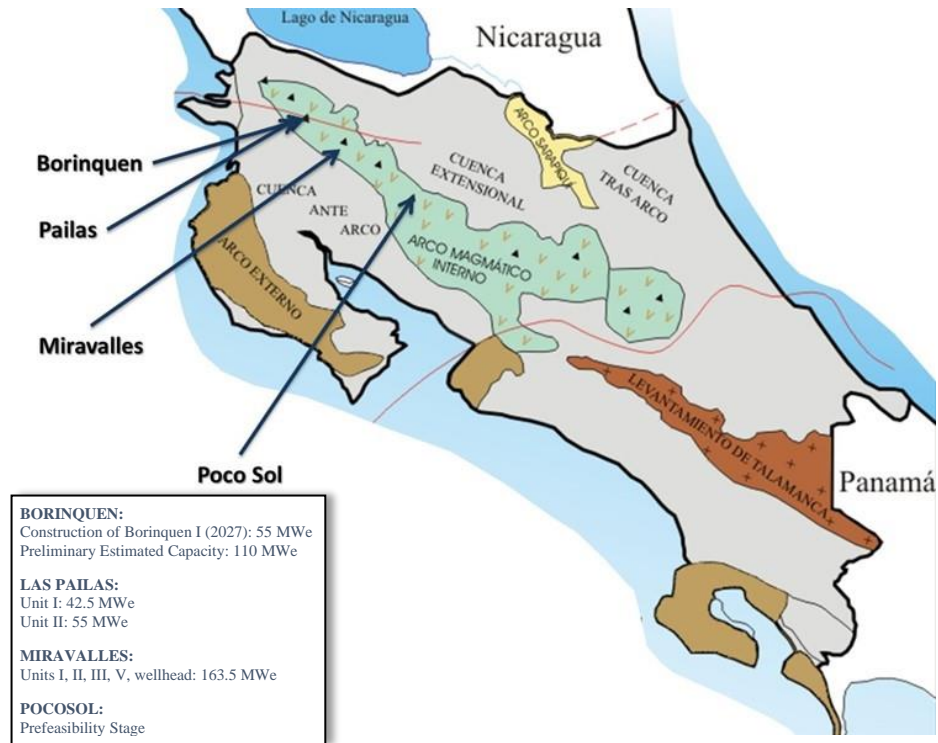 Lago de Nicaragua
Nicaragua
ARCO SARAPIQUÍ
CUENCA
TRAS ARCO
CUENCA
EXTENSIONAL
Borinquen
CUENCA
ANTE
ARCO
Pailas
ARCO MAGMÁTICO
INTERNO
ARCO EXTERNO
Miravalles
LEVANTAMIENTO DE TALAMANCA
Poco Sol
Panamá
BORINQUEN:
Construction of Borinquen I (2027): 55 MWe
Preliminary Estimated Capacity: 110 MWe
LAS PAILAS:
Unit I: 42.5 MWe
Unit II: 55 MWe
MIRAVALLES:
Units I, II, III, V, wellhead: 163.5 MWe
POCOSOL:
Prefeasibility Stage